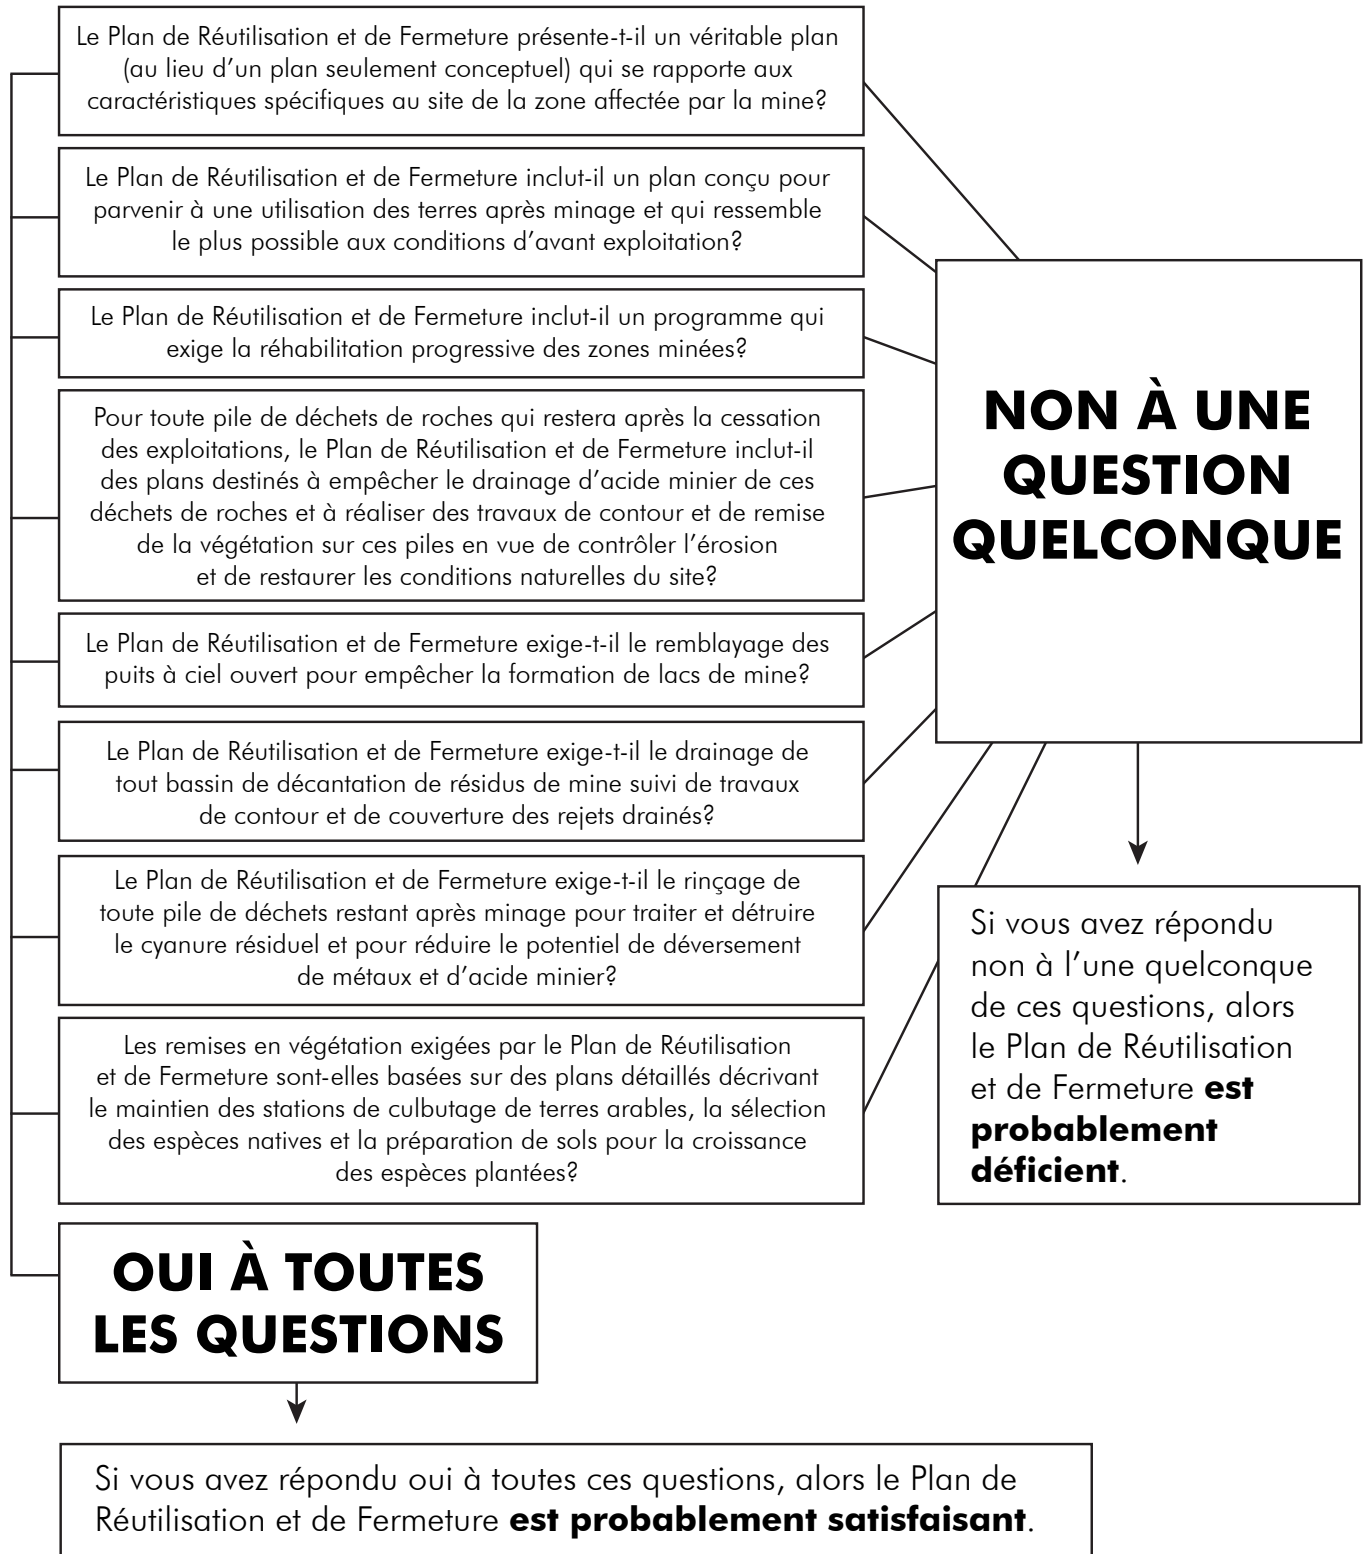 Le Plan de Réutilisation et de Fermeture présente-t-il un véritable plan
(au lieu d’un plan seulement conceptuel) qui se rapporte aux
caractéristiques spécifiques au site de la zone affectée par la mine?
Le Plan de Réutilisation et de Fermeture inclut-il un plan conçu pour
parvenir à une utilisation des terres après minage et qui ressemble
le plus possible aux conditions d’avant exploitation?
Le Plan de Réutilisation et de Fermeture inclut-il un programme qui
exige la réhabilitation progressive des zones minées?
Pour toute pile de déchets de roches qui restera après la cessation
des exploitations, le Plan de Réutilisation et de Fermeture inclut-il
des plans destinés à empêcher le drainage d’acide minier de ces
déchets de roches et à réaliser des travaux de contour et de remise
de la végétation sur ces piles en vue de contrôler l’érosion
et de restaurer les conditions naturelles du site?
Le Plan de Réutilisation et de Fermeture exige-t-il le remblayage des
puits à ciel ouvert pour empêcher la formation de lacs de mine?
Le Plan de Réutilisation et de Fermeture exige-t-il le drainage de
tout bassin de décantation de résidus de mine suivi de travaux
de contour et de couverture des rejets drainés?
Le Plan de Réutilisation et de Fermeture exige-t-il le rinçage de
toute pile de déchets restant après minage pour traiter et détruire
le cyanure résiduel et pour réduire le potentiel de déversement
de métaux et d’acide minier?
Les remises en végétation exigées par le Plan de Réutilisation
et de Fermeture sont-elles basées sur des plans détaillés décrivant
le maintien des stations de culbutage de terres arables, la sélection
des espèces natives et la préparation de sols pour la croissance
des espèces plantées?
NON À UNE
QUESTION
QUELCONQUE
Si vous avez répondu
non à l’une quelconque
de ces questions, alors
le Plan de Réutilisation
et de Fermeture est
probablement
déficient.
OUI À TOUTES
LES QUESTIONS
Si vous avez répondu oui à toutes ces questions, alors le Plan de
Réutilisation et de Fermeture est probablement satisfaisant.